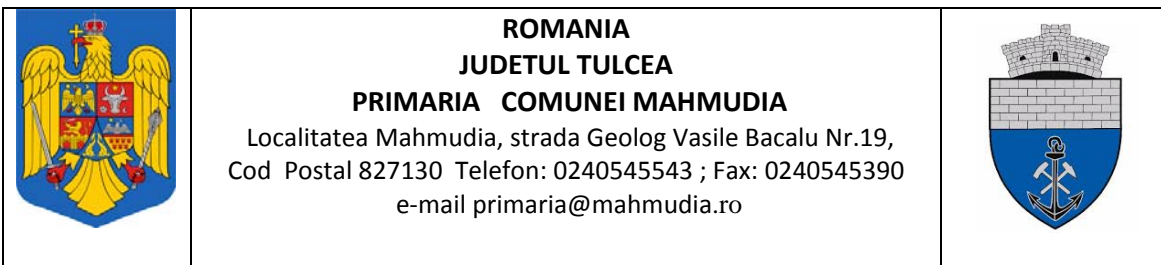 ROMANIA
JUDETUL TULCEA
PRIMARIA COMUNEI MAHMUDIA
Localitatea Mahmudia, strada Geolog Vasile Bacalu Nr.19,
Cod Postal 827130 Telefon: 0240545543 ; Fax: 0240545390
e-mail primaria@mahmudia.ro